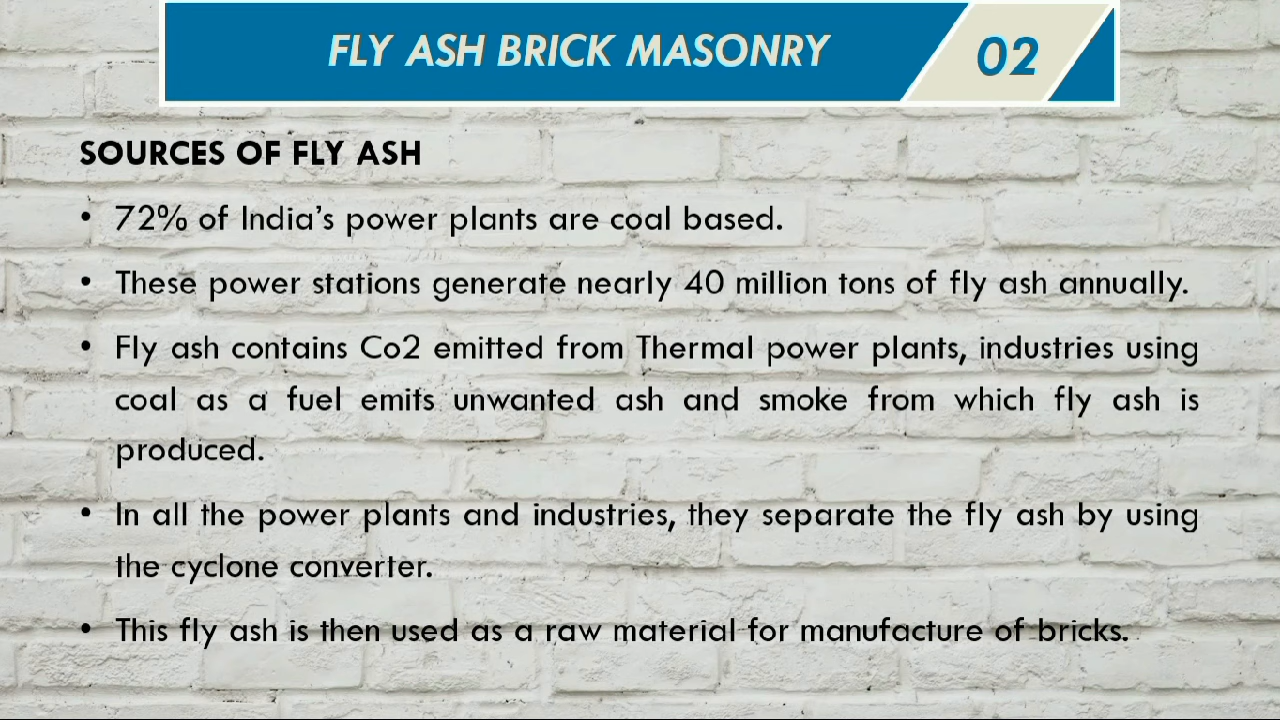 FLY ASH BRICK MASONRY
02
SOURCES OF FLY ASH
• 72% of India's power plants are coal based.
• These power stations generate nearly 40 million tons of fly ash annually.
• Fly ash contains Co2 emitted from Thermal power plants, industries using
coal as a fuel emits unwanted ash and smoke from which fly ash is
produced.
• In all the power plants and industries, they separate the fly ash by using
the cyclone converter.
• This fly ash is then used as a raw material for manufacture of bricks.